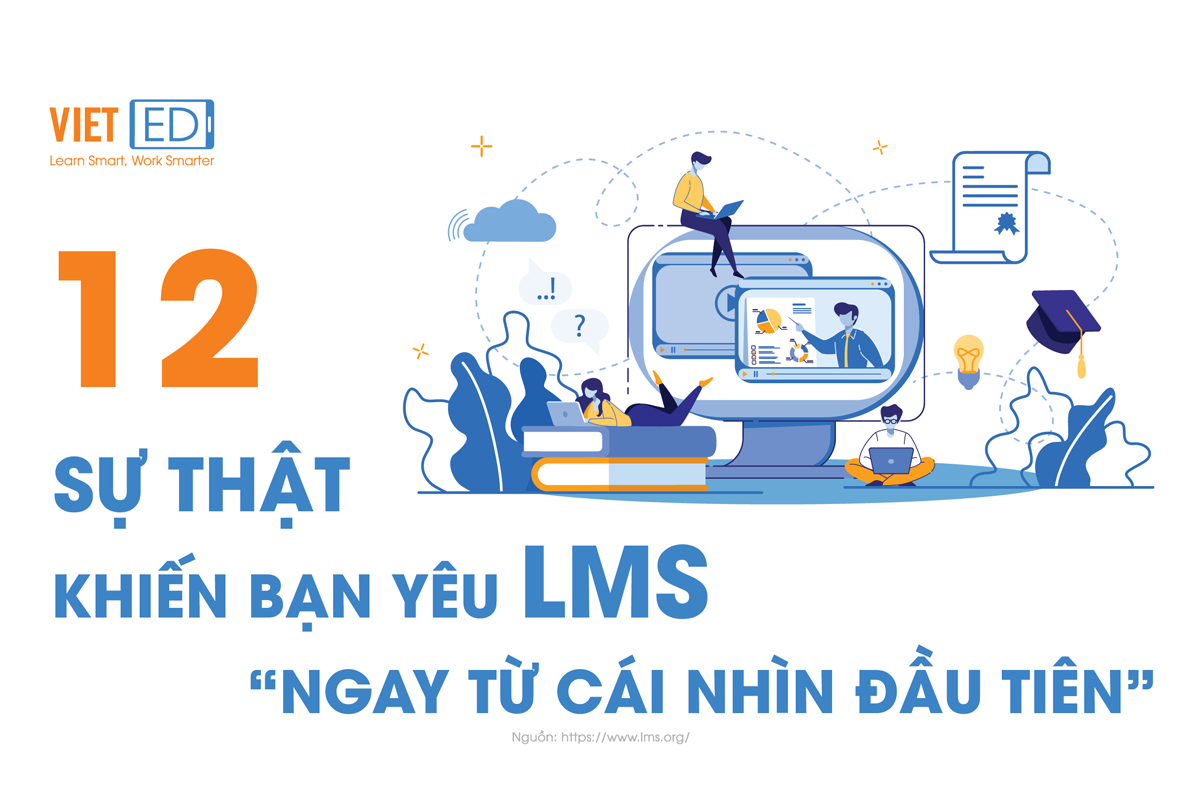 VIET ED
Learn Smart, Work Smarter
..!
?
12
SỰ THẬT
KHIẾN BẠN YÊU LMS
“NGAY TỪ CÁI NHÌN ĐẦU TIÊN”
Nguồn: https://www.lms.org/